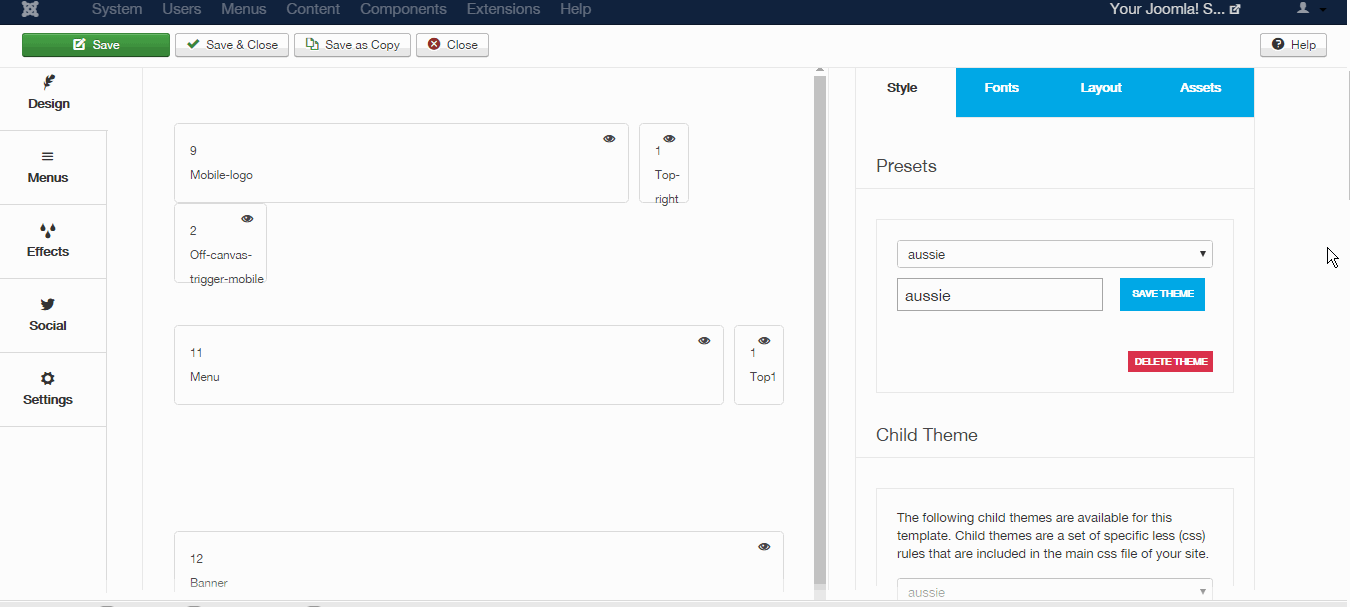 System Users Menus Content Components Extensions Help Your Joomla! S...
Save Save & Close Save as Copy Close Help
Design
Menus
Effects
Social
Settings
9
Mobile-logo
1
Top-
right
2
Off-canvas-
trigger-mobile
11
Menu
1
Top1
12
Banner
Style Fonts Layout Assets
Presets
aussie
aussie SAVE THEME
DELETE THEME
Child Theme
The following child themes are available for this
template. Child themes are a set of specific less (css)
rules that are included in the main css file of your site.
aussie